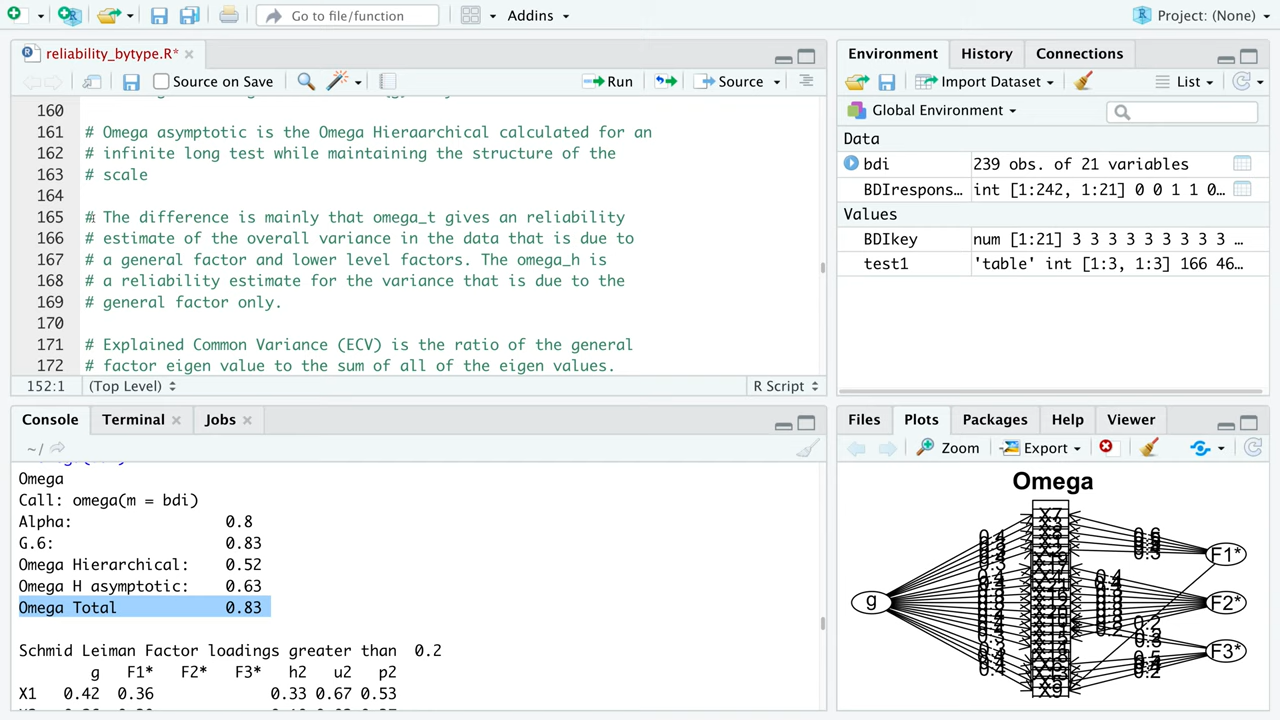 Go to file/function
Addins
Project: (None)
reliability_bytype.R*
Source on Save
Run
Source
160
161 # Omega asymptotic is the Omega Hieraarchical calculated for an
162 # infinite long test while maintaining the structure of the
163 # scale
164
165 # The difference is mainly that omega_t gives an reliability
166 # estimate of the overall variance in the data that is due to
167 # a general factor and lower level factors. The omega_h is
168 # a reliability estimate for the variance that is due to the
169 # general factor only.
170
171 # Explained Common Variance (ECV) is the ratio of the general
172 # factor eigen value to the sum of all of the eigen values.
152:1 (Top Level) R Script
Console Terminal Jobs
~/
Omega
Call: omega(m = bdi)
Alpha: 0.8
G.6: 0.83
Omega Hierarchical: 0.52
Omega H asymptotic: 0.63
Omega Total 0.83
Schmid Leiman Factor loadings greater than 0.2
g F1* F2* F3* h2 u2 p2
X1 0.42 0.36 0.33 0.67 0.53
Environment History Connections
Import Dataset List
Global Environment
Data
bdi 239 obs. of 21 variables
BDIrespons… int [1:242, 1:21] 0 0 1 1 0…
Values
BDIkey num [1:21] 3 3 3 3 3 3 3 3 3 …
test1 'table' int [1:3, 1:3] 166 46…
Files Plots Packages Help Viewer
Zoom Export
Omega
X7
F1*
g
F2*
F3*
X9